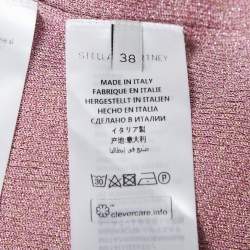 STELLA McCARTNEY
38
MADE IN ITALY
FABRIQUE EN ITALIE
HERGESTELLT IN ITALIEN
HECHO EN ITALIA
СДЕЛАНО В ИТАЛИИ
イタリア製
产地:意大利
صنع في إيطاليا
30
P
clevercare.info